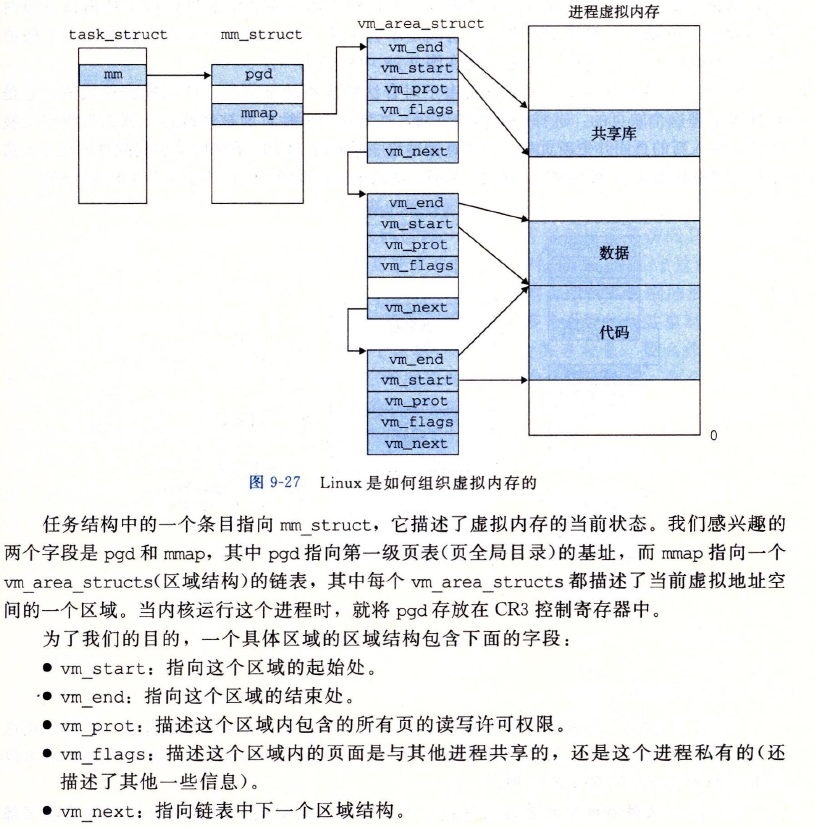 进程虚拟内存
task_struct
mm_struct
vm_area_struct
mm
pgd
mmap
vm_end
vm_start
vm_prot
vm_flags
vm_next
共享库
vm_end
vm_start
vm_prot
vm_flags
vm_next
数据
vm_end
vm_start
vm_prot
vm_flags
vm_next
代码
0
图 9-27 Linux 是如何组织虚拟内存的
任务结构中的一个条目指向 mm_struct，它描述了虚拟内存的当前状态。我们感兴趣的
两个字段是 pgd 和 mmap，其中 pgd 指向第一级页表(页全局目录)的基址，而 mmap 指向一个
vm_area_structs(区域结构)的链表，其中每个 vm_area_structs 都描述了当前虚拟地址空
间的一个区域。当内核运行这个进程时，就将 pgd 存放在 CR3 控制寄存器中。
为了我们的目的，一个具体区域的区域结构包含下面的字段：
● vm_start：指向这个区域的起始处。
● vm_end：指向这个区域的结束处。
● vm_prot：描述这个区域内包含的所有页的读写许可权限。
● vm_flags：描述这个区域内的页面是与其他进程共享的，还是这个进程私有的(还
描述了其他一些信息)。
● vm_next：指向链表中下一个区域结构。